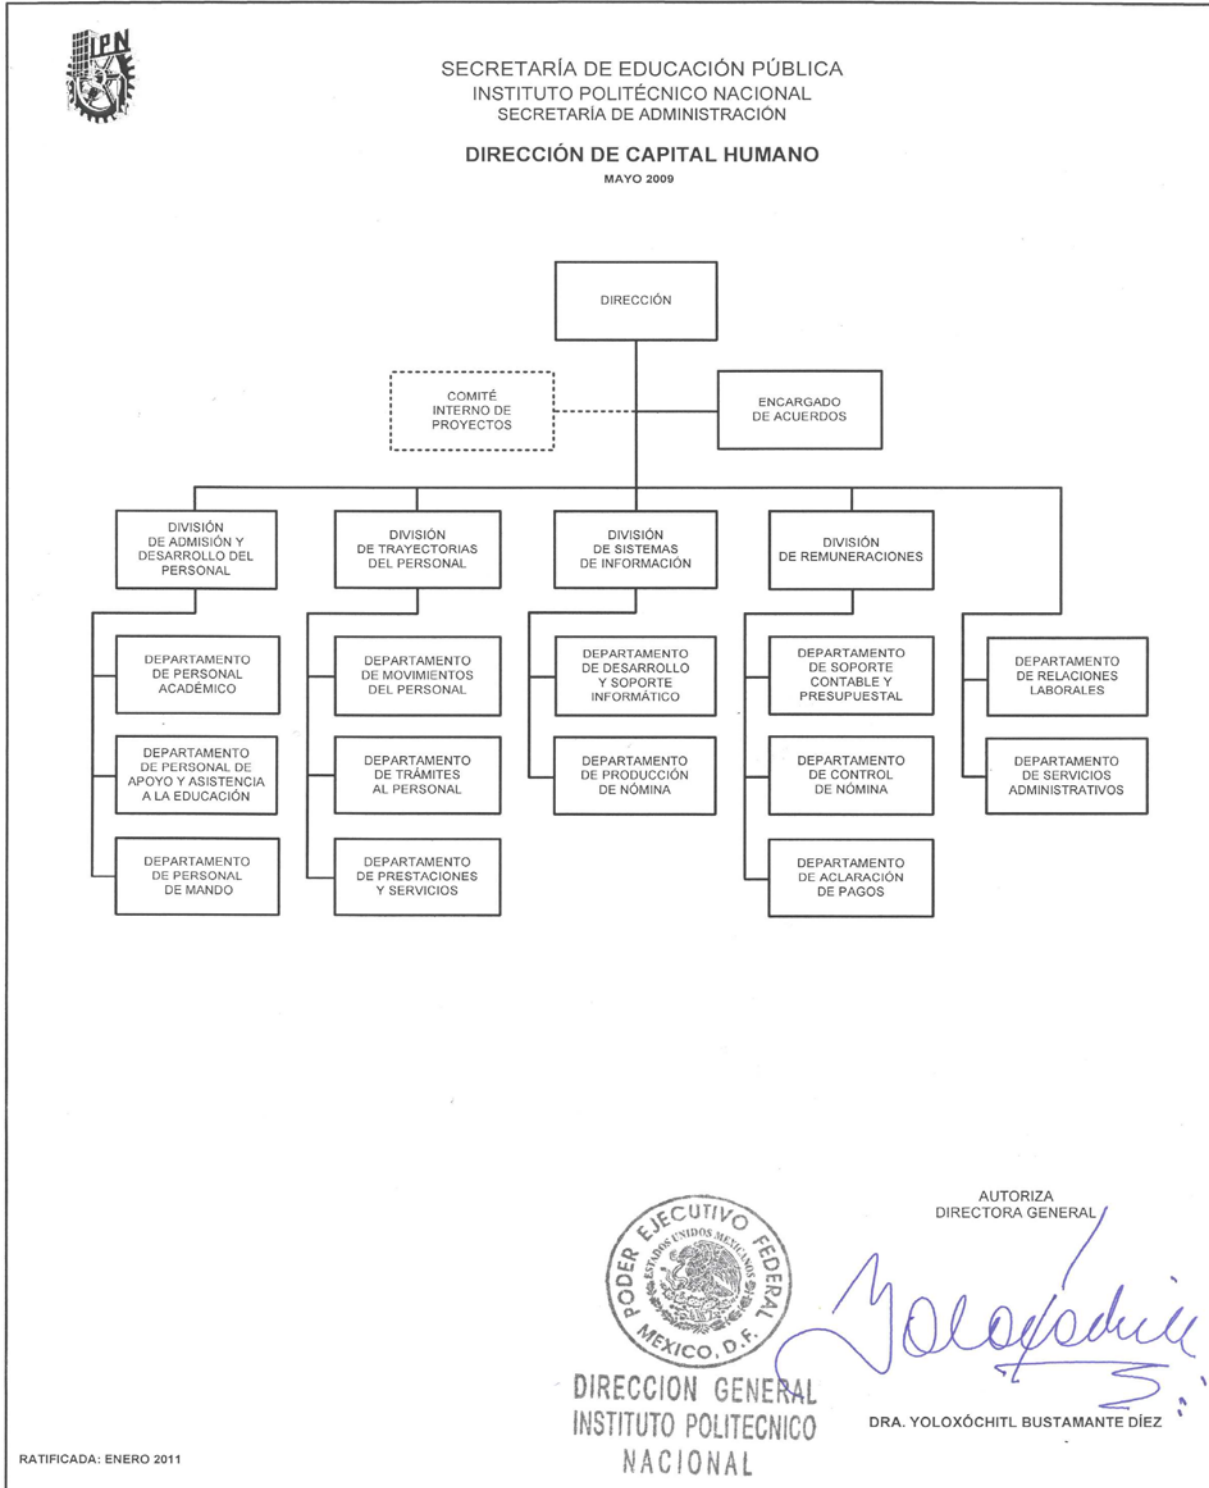 IPN
SECRETARÍA DE EDUCACIÓN PÚBLICA
INSTITUTO POLITÉCNICO NACIONAL
SECRETARÍA DE ADMINISTRACIÓN
DIRECCIÓN DE CAPITAL HUMANO
MAYO 2009
DIRECCIÓN
COMITÉ
INTERNO DE
PROYECTOS
ENCARGADO
DE ACUERDOS
DIVISIÓN
DE ADMISIÓN Y
DESARROLLO DEL
PERSONAL
DIVISIÓN
DE TRAYECTORIAS
DEL PERSONAL
DIVISIÓN
DE SISTEMAS
DE INFORMACIÓN
DIVISIÓN
DE REMUNERACIONES
DEPARTAMENTO
DE PERSONAL
ACADÉMICO
DEPARTAMENTO
DE MOVIMIENTOS
DEL PERSONAL
DEPARTAMENTO
DE DESARROLLO
Y SOPORTE
INFORMÁTICO
DEPARTAMENTO
DE SOPORTE
CONTABLE Y
PRESUPUESTAL
DEPARTAMENTO
DE RELACIONES
LABORALES
DEPARTAMENTO
DE PERSONAL DE
APOYO Y ASISTENCIA
A LA EDUCACIÓN
DEPARTAMENTO
DE TRÁMITES
AL PERSONAL
DEPARTAMENTO
DE PRODUCCIÓN
DE NÓMINA
DEPARTAMENTO
DE CONTROL
DE NÓMINA
DEPARTAMENTO
DE SERVICIOS
ADMINISTRATIVOS
DEPARTAMENTO
DE PERSONAL
DE MANDO
DEPARTAMENTO
DE PRESTACIONES
Y SERVICIOS
DEPARTAMENTO
DE ACLARACIÓN
DE PAGOS
AUTORIZA
DIRECTORA GENERAL
PODER EJECUTIVO FEDERAL
ESTADOS UNIDOS MEXICANOS
MEXICO, D.F.
DIRECCION GENERAL
INSTITUTO POLITECNICO
NACIONAL
Yoloxóchitl
DRA. YOLOXÓCHITL BUSTAMANTE DÍEZ
RATIFICADA: ENERO 2011